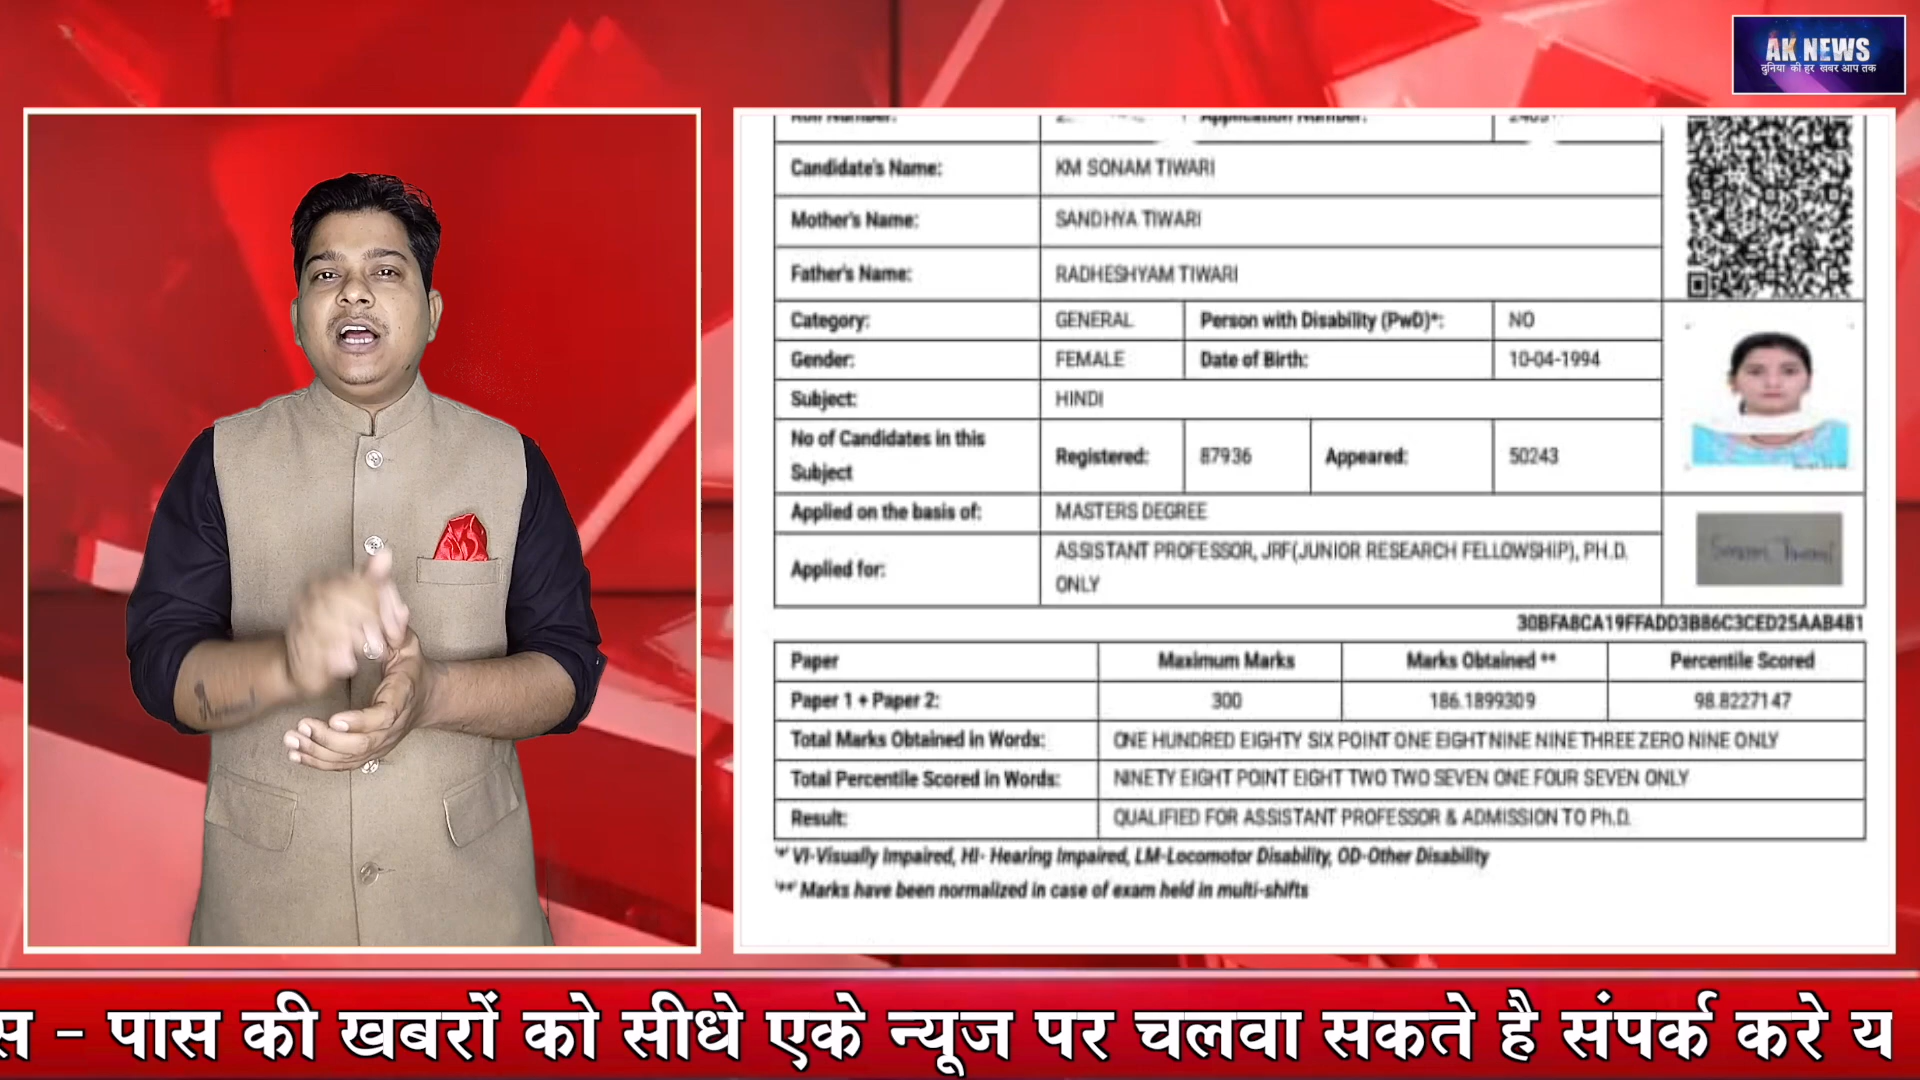 AK NEWS
दुनिया की हर खबर आप तक
Roll Number: Application Number:
Candidate's Name: KM SONAM TIWARI
Mother's Name: SANDHYA TIWARI
Father's Name: RADHESHYAM TIWARI
Category: GENERAL Person with Disability (PwD)*: NO
Gender: FEMALE Date of Birth: 10-04-1994
Subject: HINDI
No of Candidates in this
Subject
Registered: 87936 Appeared: 50243
Applied on the basis of: MASTERS DEGREE
Applied for: ASSISTANT PROFESSOR, JRF(JUNIOR RESEARCH FELLOWSHIP), PH.D.
ONLY
Sonam Tiwari
30BFA8CA19FFADD3B86C3CED25AAB481
Paper Maximum Marks Marks Obtained ** Percentile Scored
Paper 1 + Paper 2: 300 186.1899309 98.8227147
Total Marks Obtained in Words: ONE HUNDRED EIGHTY SIX POINT ONE EIGHT NINE NINE THREE ZERO NINE ONLY
Total Percentile Scored in Words: NINETY EIGHT POINT EIGHT TWO TWO SEVEN ONE FOUR SEVEN ONLY
Result: QUALIFIED FOR ASSISTANT PROFESSOR & ADMISSION TO Ph.D.
'*' VI-Visually Impaired, HI- Hearing Impaired, LM-Locomotor Disability, OD-Other Disability
'**' Marks have been normalized in case of exam held in multi-shifts
स - पास की खबरों को सीधे एके न्यूज पर चलवा सकते है संपर्क करे य